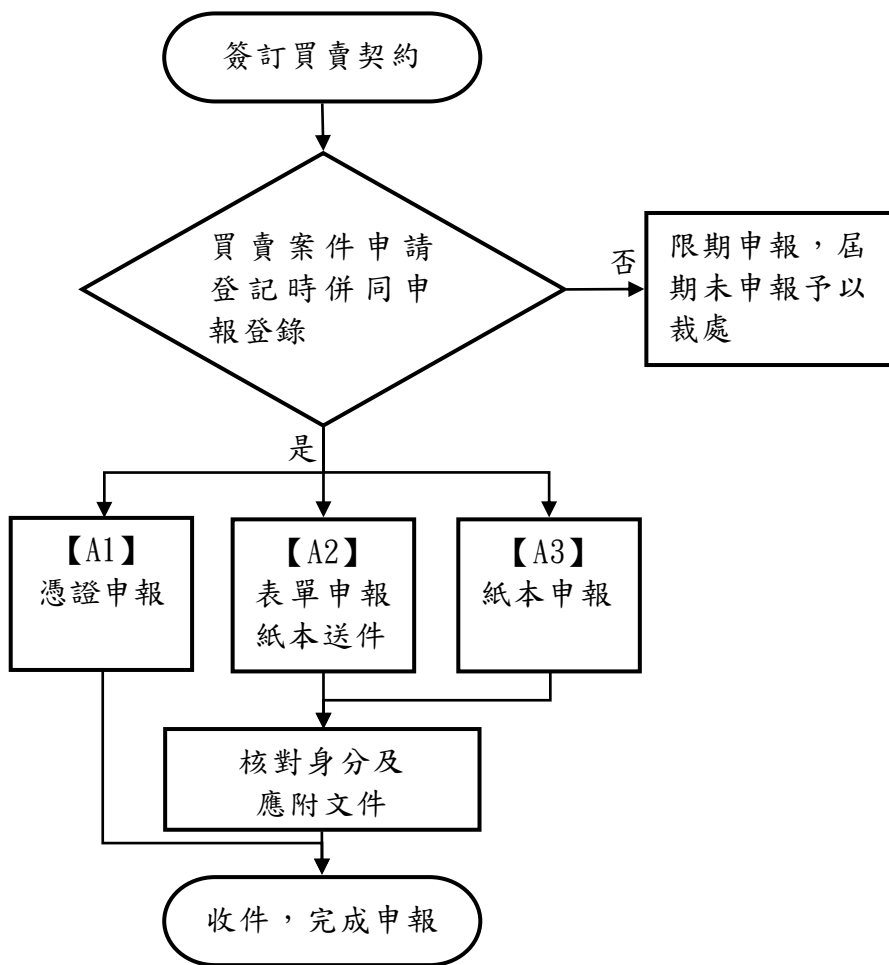 簽訂買賣契約
買賣案件申請
登記時併同申
報登錄
否
限期申報，屆
期未申報予以
裁處
是
【A1】
憑證申報
【A2】
表單申報
紙本送件
【A3】
紙本申報
核對身分及
應附文件
收件，完成申報